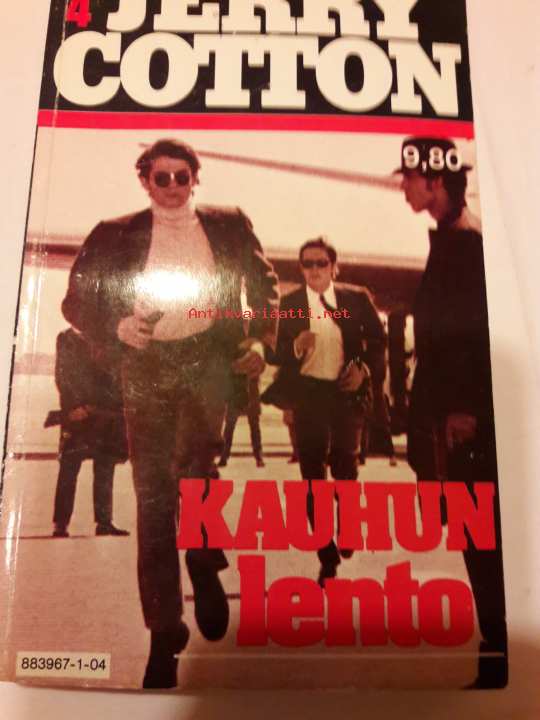 4
JERRY
COTTON
9,80
Antikvariaatti.net
KAUHUN
lento
883967-1-04